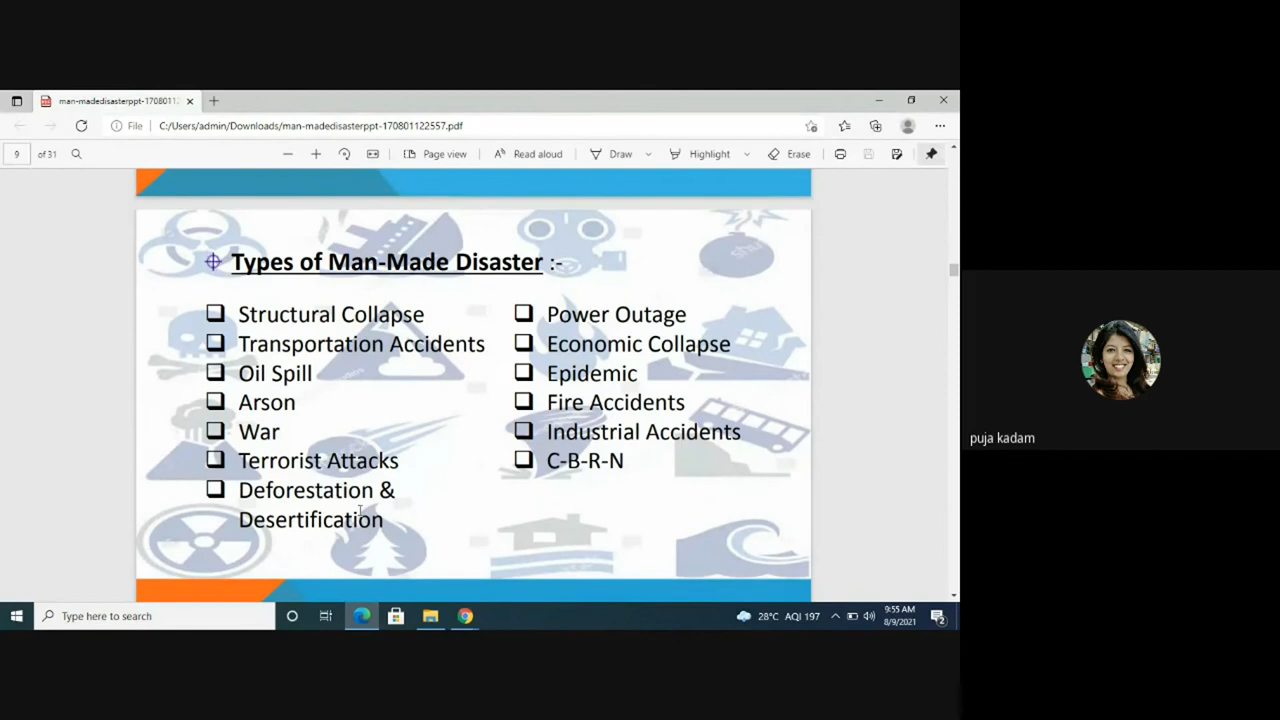 man-madedisasterppt-1708011
File
C:/Users/admin/Downloads/man-madedisasterppt-170801122557.pdf
9 of 31
Page view
Read aloud
Draw
Highlight
Erase
Types of Man-Made Disaster :-
Structural Collapse
Transportation Accidents
Oil Spill
Arson
War
Terrorist Attacks
Deforestation &
Desertification
Power Outage
Economic Collapse
Epidemic
Fire Accidents
Industrial Accidents
C-B-R-N
puja kadam
Type here to search
28°C AQI 197
9:55 AM
8/9/2021
2